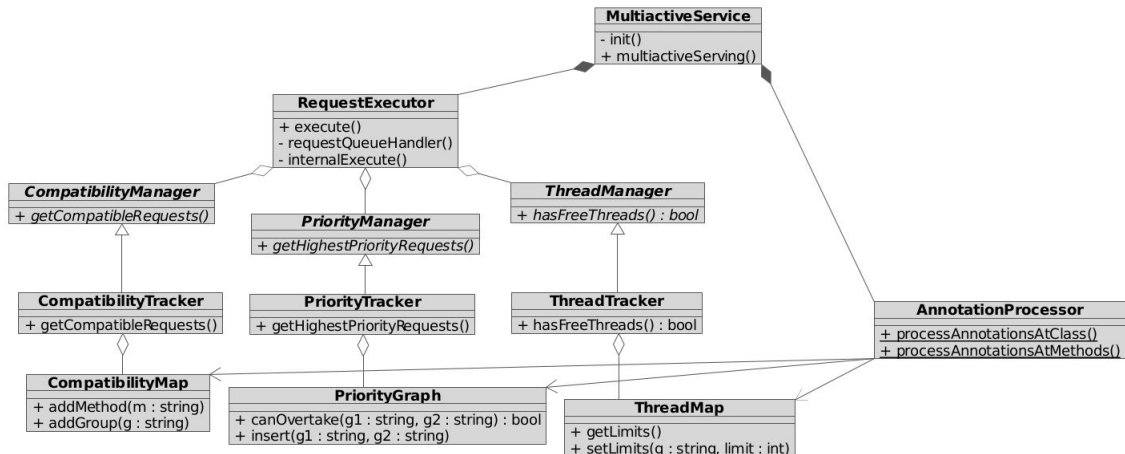 MultiactiveService
- init()
+ multiactiveServing()
RequestExecutor
+ execute()
- requestQueueHandler()
- internalExecute()
CompatibilityManager
+ getCompatibleRequests()
PriorityManager
+ getHighestPriorityRequests()
ThreadManager
+ hasFreeThreads() : bool
CompatibilityTracker
+ getCompatibleRequests()
PriorityTracker
+ getHighestPriorityRequests()
ThreadTracker
+ hasFreeThreads() : bool
AnnotationProcessor
+ processAnnotationsAtClass()
+ processAnnotationsAtMethods()
CompatibilityMap
+ addMethod(m : string)
+ addGroup(g : string)
PriorityGraph
+ canOvertake(g1 : string, g2 : string) : bool
+ insert(g1 : string, g2 : string)
ThreadMap
+ getLimits()
+ setLimits(g : string, limit : int)